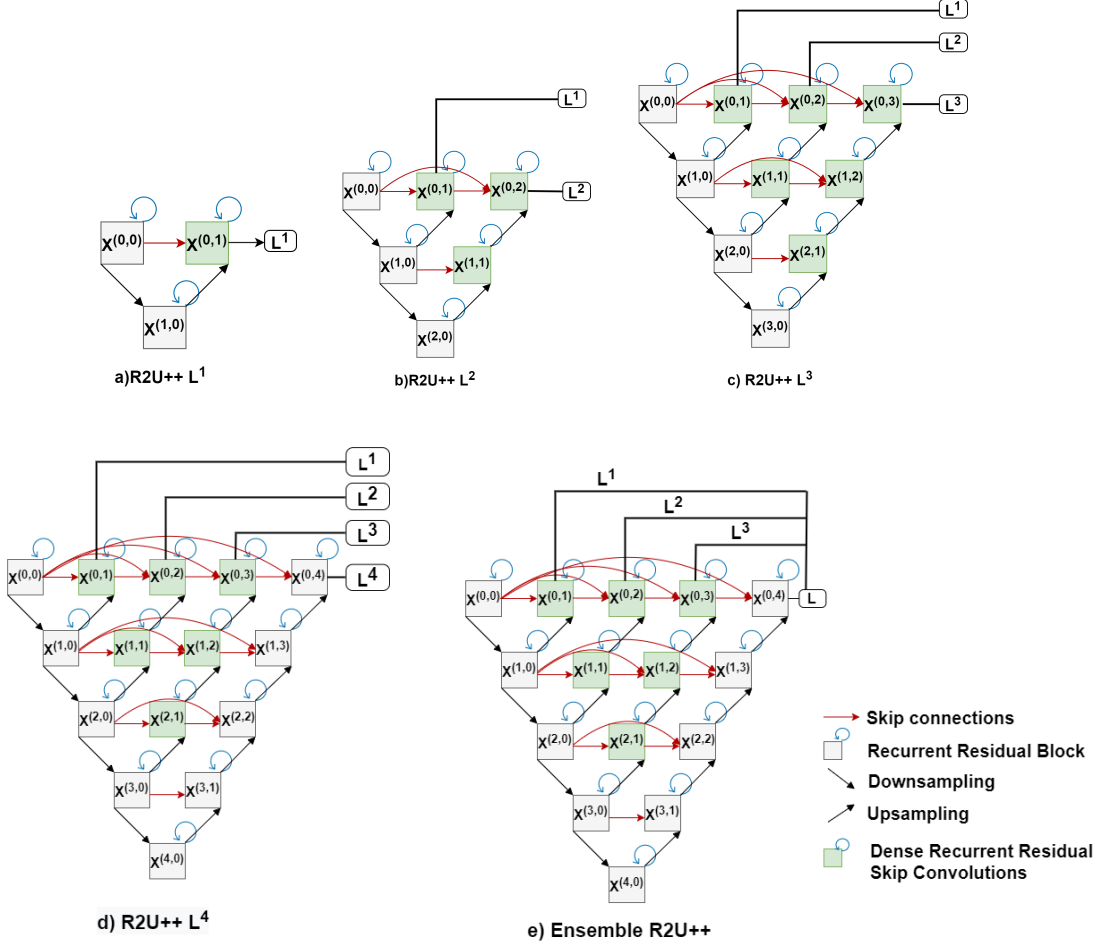 L¹
L²
X(0,0) X(0,1) X(0,2) X(0,3) L³
X(1,0) X(1,1) X(1,2)
X(2,0) X(2,1)
X(3,0)
c) R2U++ L³
L¹
X(0,0) X(0,1) X(0,2) L²
X(1,0) X(1,1)
X(2,0)
b)R2U++ L²
X(0,0) X(0,1) L¹
X(1,0)
a)R2U++ L¹
L¹
L²
L³
X(0,0) X(0,1) X(0,2) X(0,3) X(0,4) L⁴
X(1,0) X(1,1) X(1,2) X(1,3)
X(2,0) X(2,1) X(2,2)
X(3,0) X(3,1)
X(4,0)
d) R2U++ L⁴
L¹
L²
L³
X(0,0) X(0,1) X(0,2) X(0,3) X(0,4) L
X(1,0) X(1,1) X(1,2) X(1,3)
X(2,0) X(2,1) X(2,2)
X(3,0) X(3,1)
X(4,0)
e) Ensemble R2U++
Skip connections
Recurrent Residual Block
Downsampling
Upsampling
Dense Recurrent Residual
Skip Convolutions